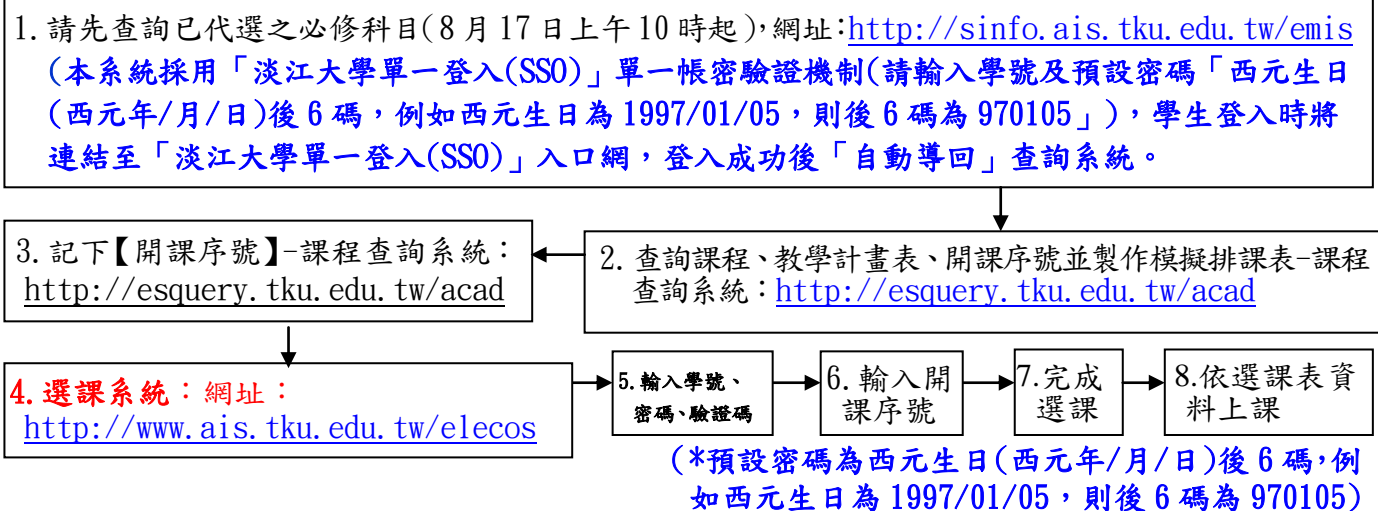 1.請先查詢已代選之必修科目(8月17日上午10時起),網址:http://sinfo.ais.tku.edu.tw/emis
(本系統採用「淡江大學單一登入(SSO)」單一帳密驗證機制(請輸入學號及預設密碼「西元生日
(西元年/月/日)後6碼,例如西元生日為1997/01/05,則後6碼為970105」),學生登入時將
連結至「淡江大學單一登入(SSO)」入口網,登入成功後「自動導回」查詢系統。
2.查詢課程、教學計畫表、開課序號並製作模擬排課表-課程
查詢系統:http://esquery.tku.edu.tw/acad
3.記下【開課序號】-課程查詢系統:
http://esquery.tku.edu.tw/acad
4.選課系統:網址:
http://www.ais.tku.edu.tw/elecos
5.輸入學號、
密碼、驗證碼
6.輸入開
課序號
7.完成
選課
8.依選課表資
料上課
(*預設密碼為西元生日(西元年/月/日)後6碼,例
如西元生日為1997/01/05,則後6碼為970105)